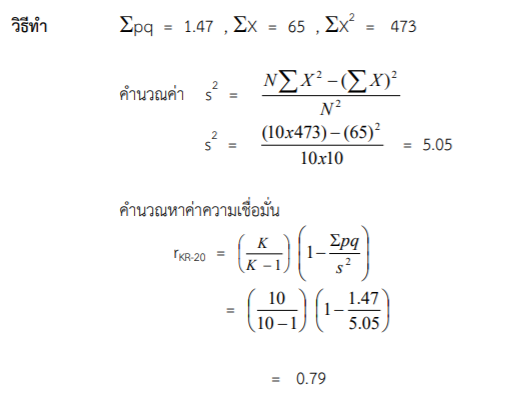 วิธีทำ Σpq = 1.47 , ΣX = 65 , ΣX² = 473
คำนวณค่า s² = (N∑X² – (∑X)²) / N²
s² = ((10x473) – (65)²) / 10x10 = 5.05
คำนวณหาค่าความเชื่อมั่น
r_KR-20 = (K / (K – 1)) (1 – Σpq / s²)
= (10 / (10 – 1)) (1 – 1.47 / 5.05)
= 0.79